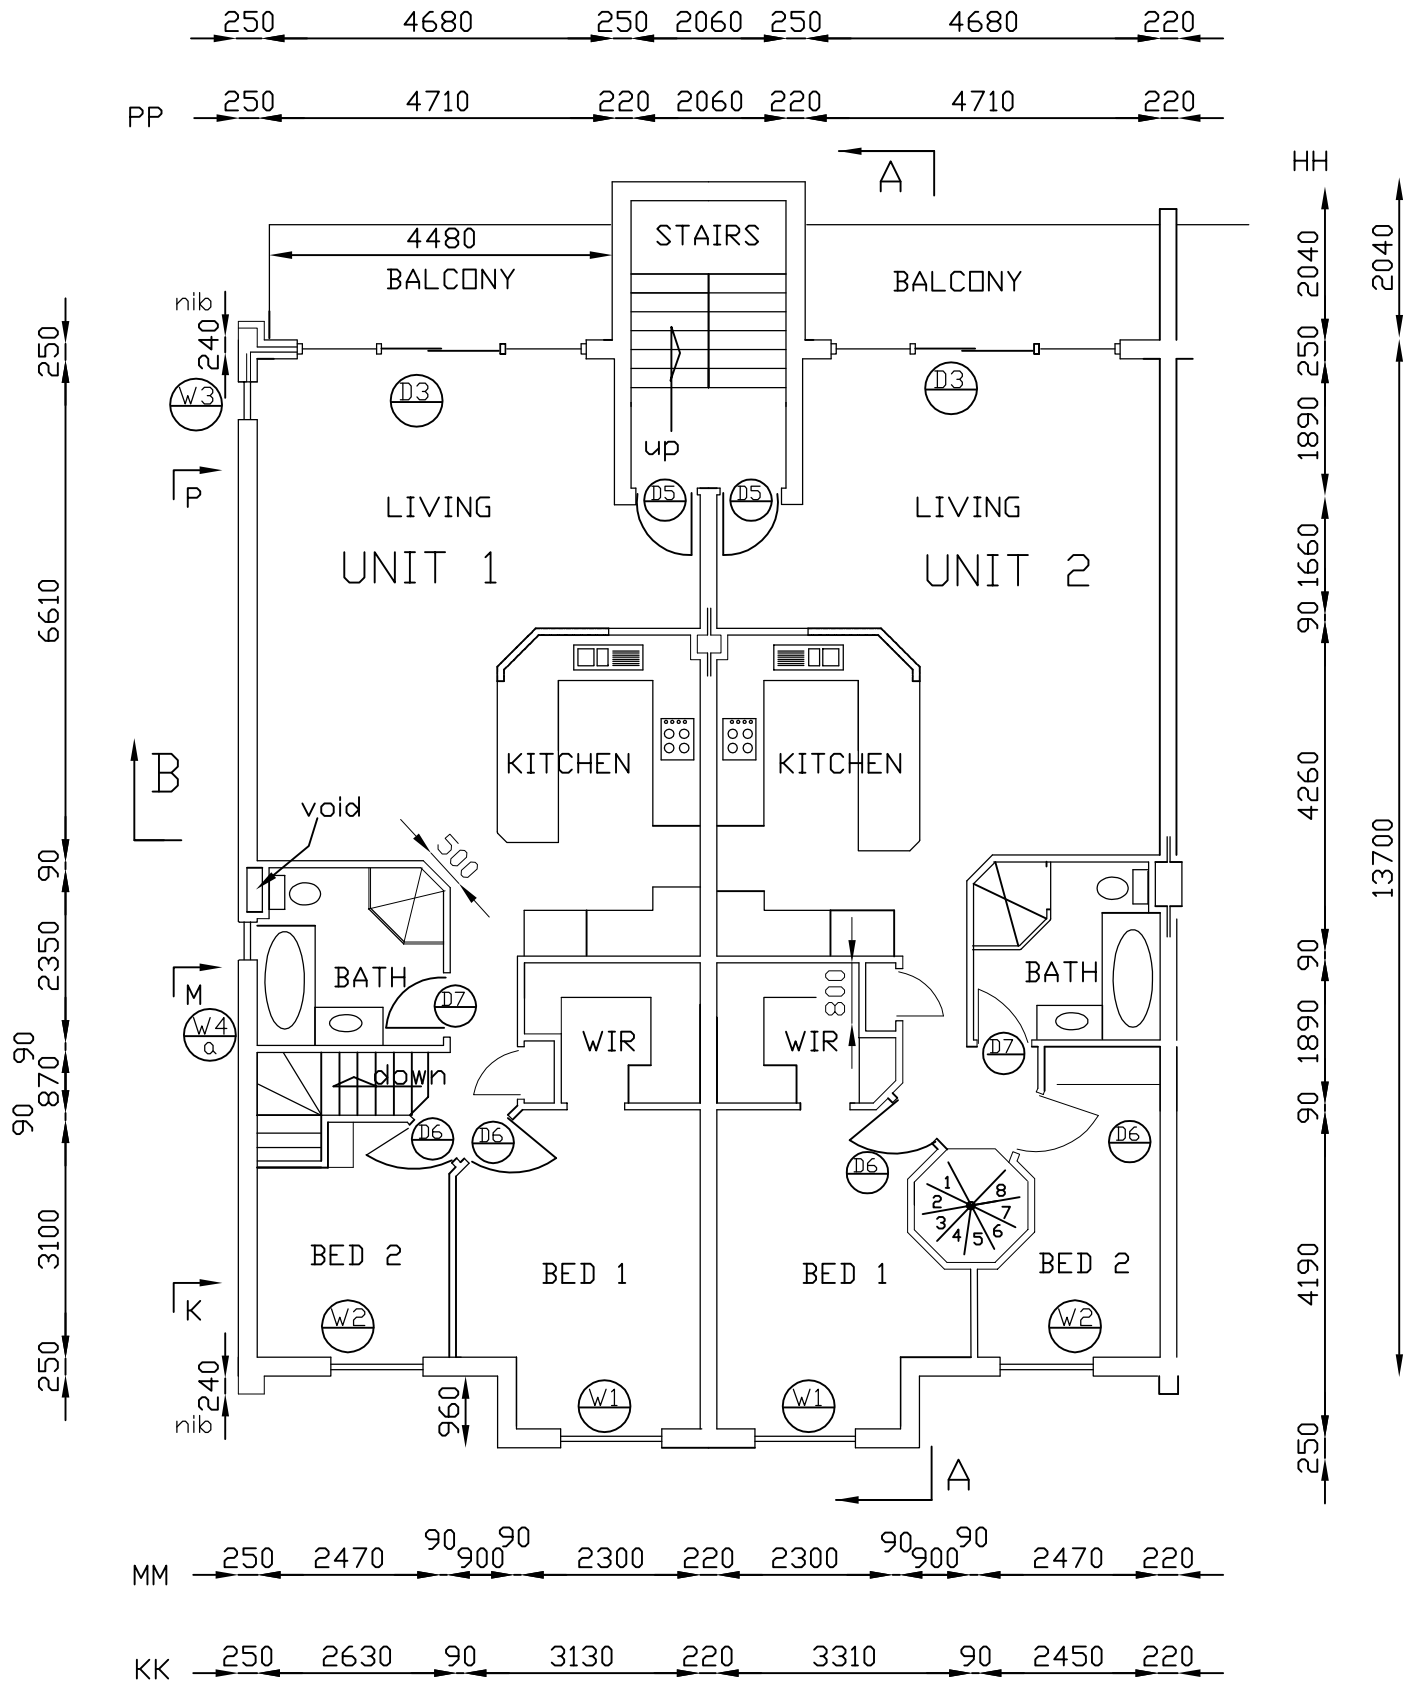 250 4680 250 2060 250 4680 220
PP 250 4710 220 2060 220 4710 220
A
HH
STAIRS
4480
BALCONY
BALCONY
2040
2040
nib
240
250
250
W3
D3
D3
1890
up
P
D5
D5
LIVING
LIVING
UNIT 1
UNIT 2
1660
90
6610
KITCHEN
KITCHEN
B
4260
void
500
13700
90
2350
BATH
BATH
90
M
D7
800
W4
a
WIR
WIR
D7
1890
90
870
down
90
D6
D6
D6
D6
90
1
2
3
4
5
6
7
8
3100
BED 2
BED 1
BED 1
BED 2
4190
K
W2
W2
250
240
nib
960
W1
W1
250
A
MM 250 2470 90 900 90 2300 220 2300 90 900 90 2470 220
KK 250 2630 90 3130 220 3310 90 2450 220